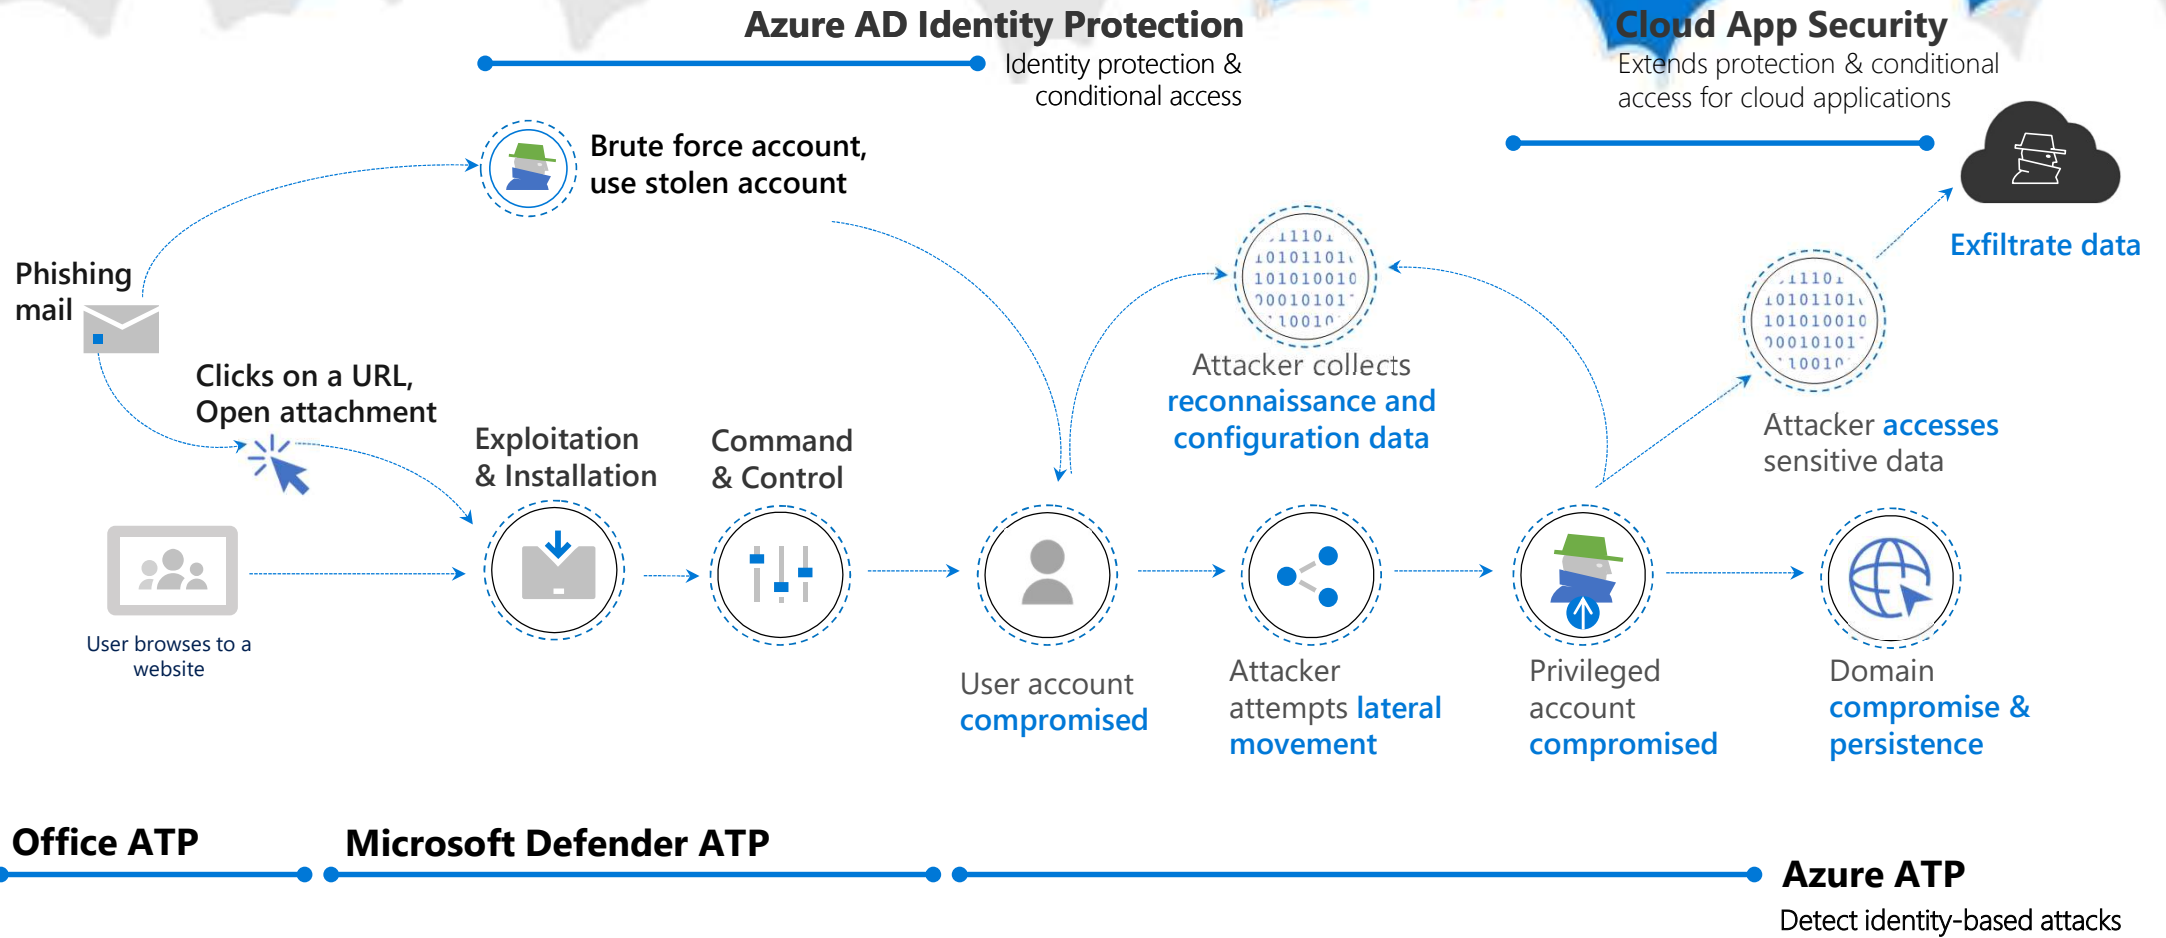 Azure AD Identity Protection
Identity protection &
conditional access
Cloud App Security
Extends protection & conditional
access for cloud applications
Brute force account,
use stolen account
Exfiltrate data
Phishing
mail
Clicks on a URL,
Open attachment
Attacker collects
reconnaissance and
configuration data
Attacker accesses
sensitive data
Exploitation
& Installation
Command
& Control
User browses to a
website
User account
compromised
Attacker
attempts lateral
movement
Privileged
account
compromised
Domain
compromise &
persistence
Office ATP
Microsoft Defender ATP
Azure ATP
Detect identity-based attacks